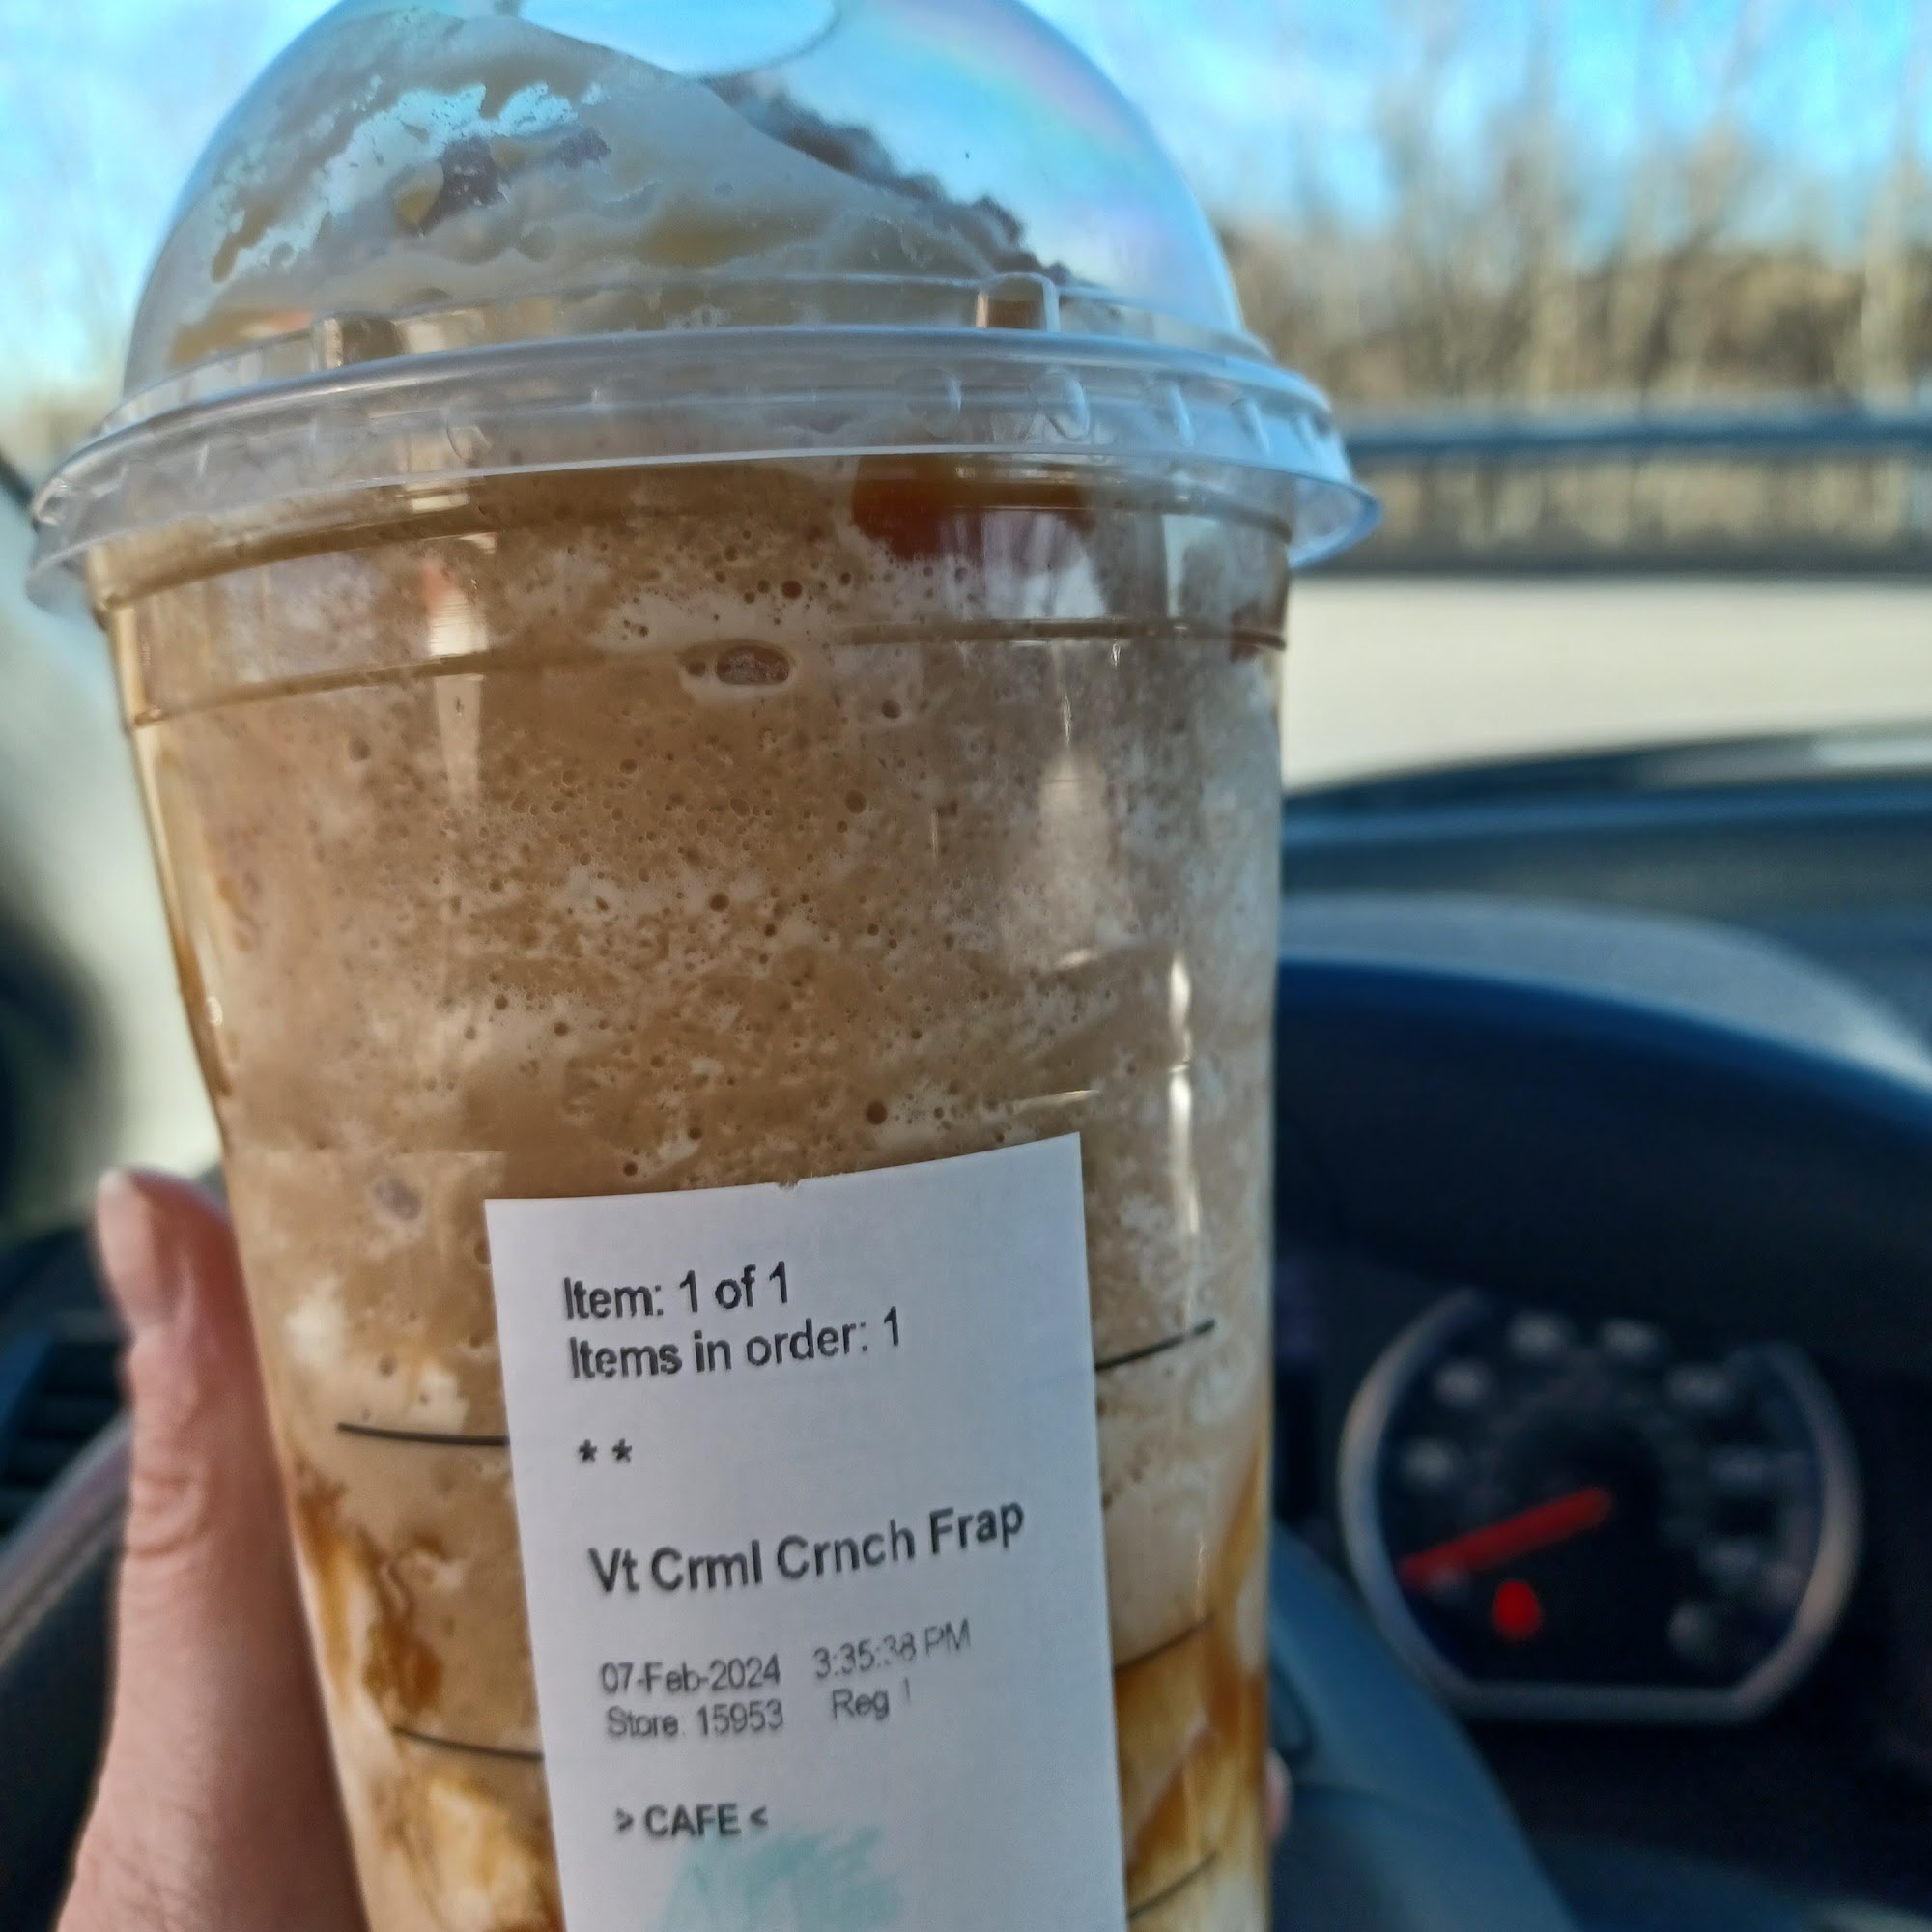 Item: 1 of 1
Items in order: 1
* *
Vt Crml Crnch Frap
07-Feb-2024 3:35:38 PM
Store: 15953 Reg 1
> CAFE <